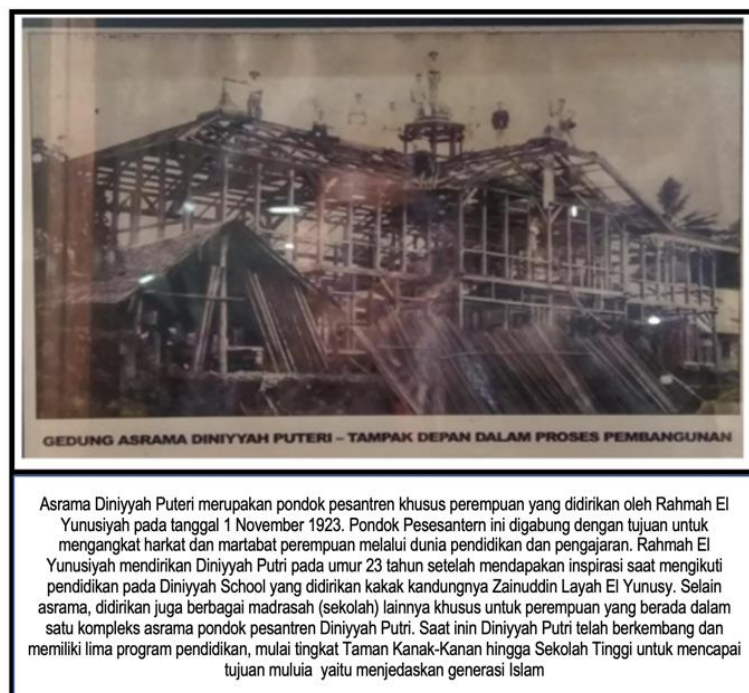 GEDUNG ASRAMA DINIYYAH PUTERI – TAMPAK DEPAN DALAM PROSES PEMBANGUNAN
Asrama Diniyyah Puteri merupakan pondok pesantren khusus perempuan yang didirikan oleh Rahmah El
Yunusiyah pada tanggal 1 November 1923. Pondok Pesesantern ini digabung dengan tujuan untuk
mengangkat harkat dan martabat perempuan melalui dunia pendidikan dan pengajaran. Rahmah El
Yunusiyah mendirikan Diniyyah Putri pada umur 23 tahun setelah mendapakan inspirasi saat mengikuti
pendidikan pada Diniyyah School yang didirikan kakak kandungnya Zainuddin Layah El Yunusy. Selain
asrama, didirikan juga berbagai madrasah (sekolah) lainnya khusus untuk perempuan yang berada dalam
satu kompleks asrama pondok pesantren Diniyyah Putri. Saat inin Diniyyah Putri telah berkembang dan
memiliki lima program pendidikan, mulai tingkat Taman Kanak-Kanan hingga Sekolah Tinggi untuk mencapai
tujuan muluia yaitu menjedaskan generasi Islam